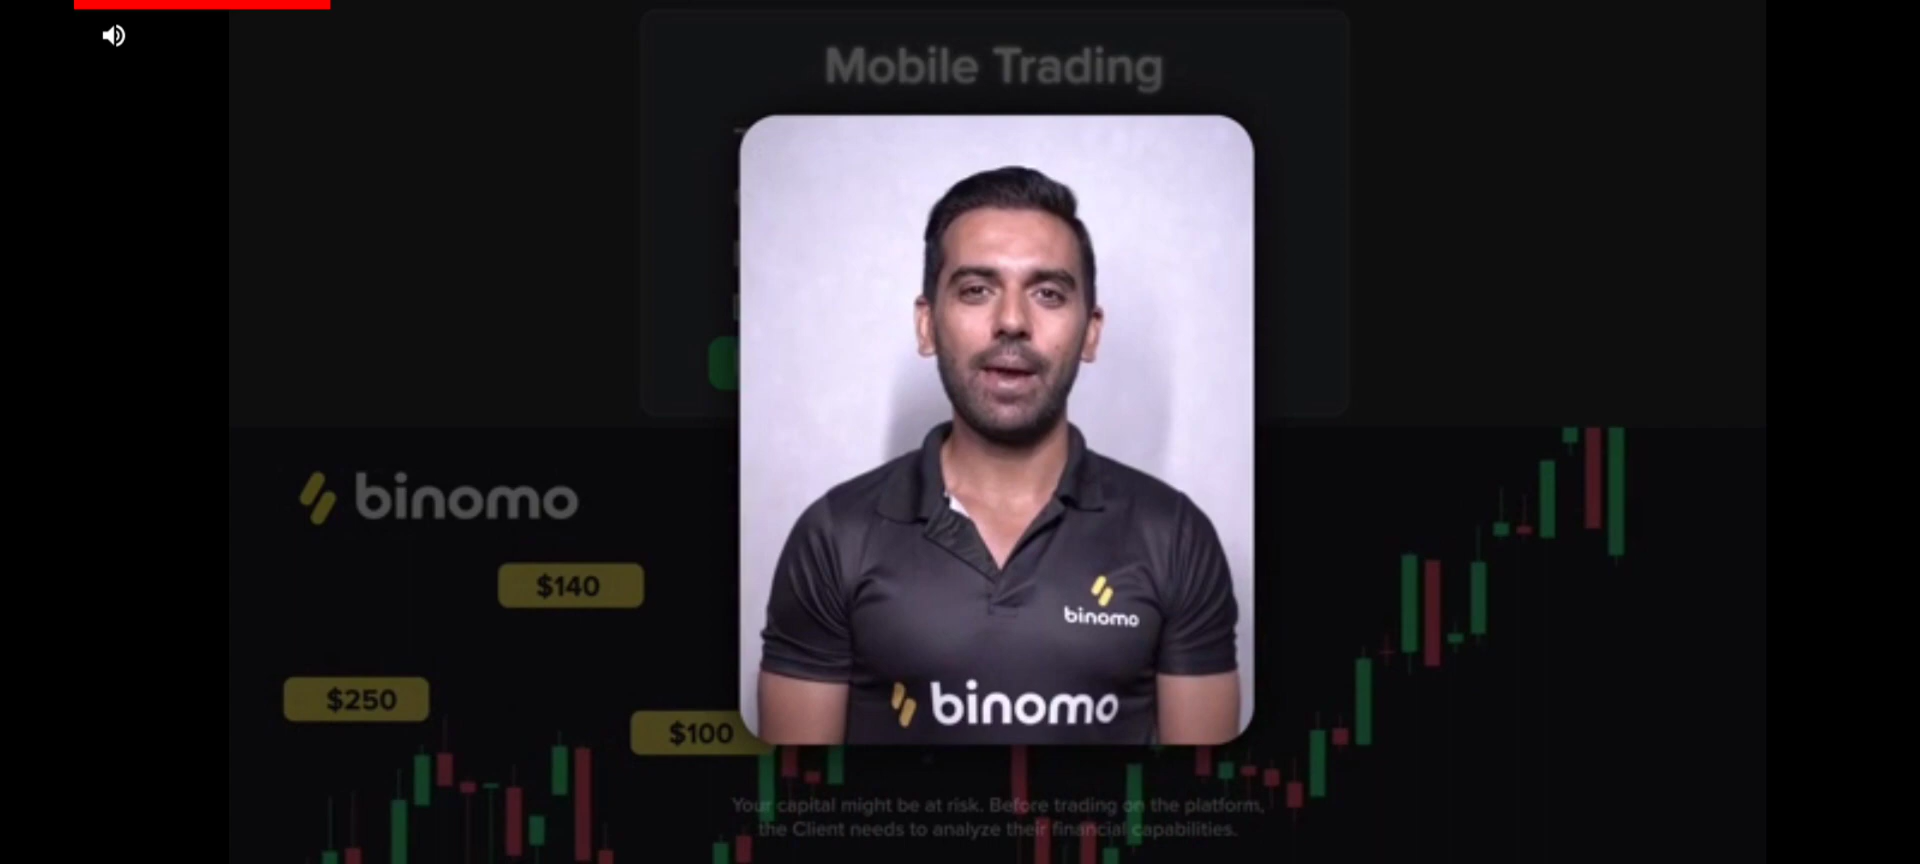 Mobile Trading
binomo
$140
$250
$100
binomo
binomo
Your capital might be at risk. Before trading on the platform,
the Client needs to analyze their financial capabilities.